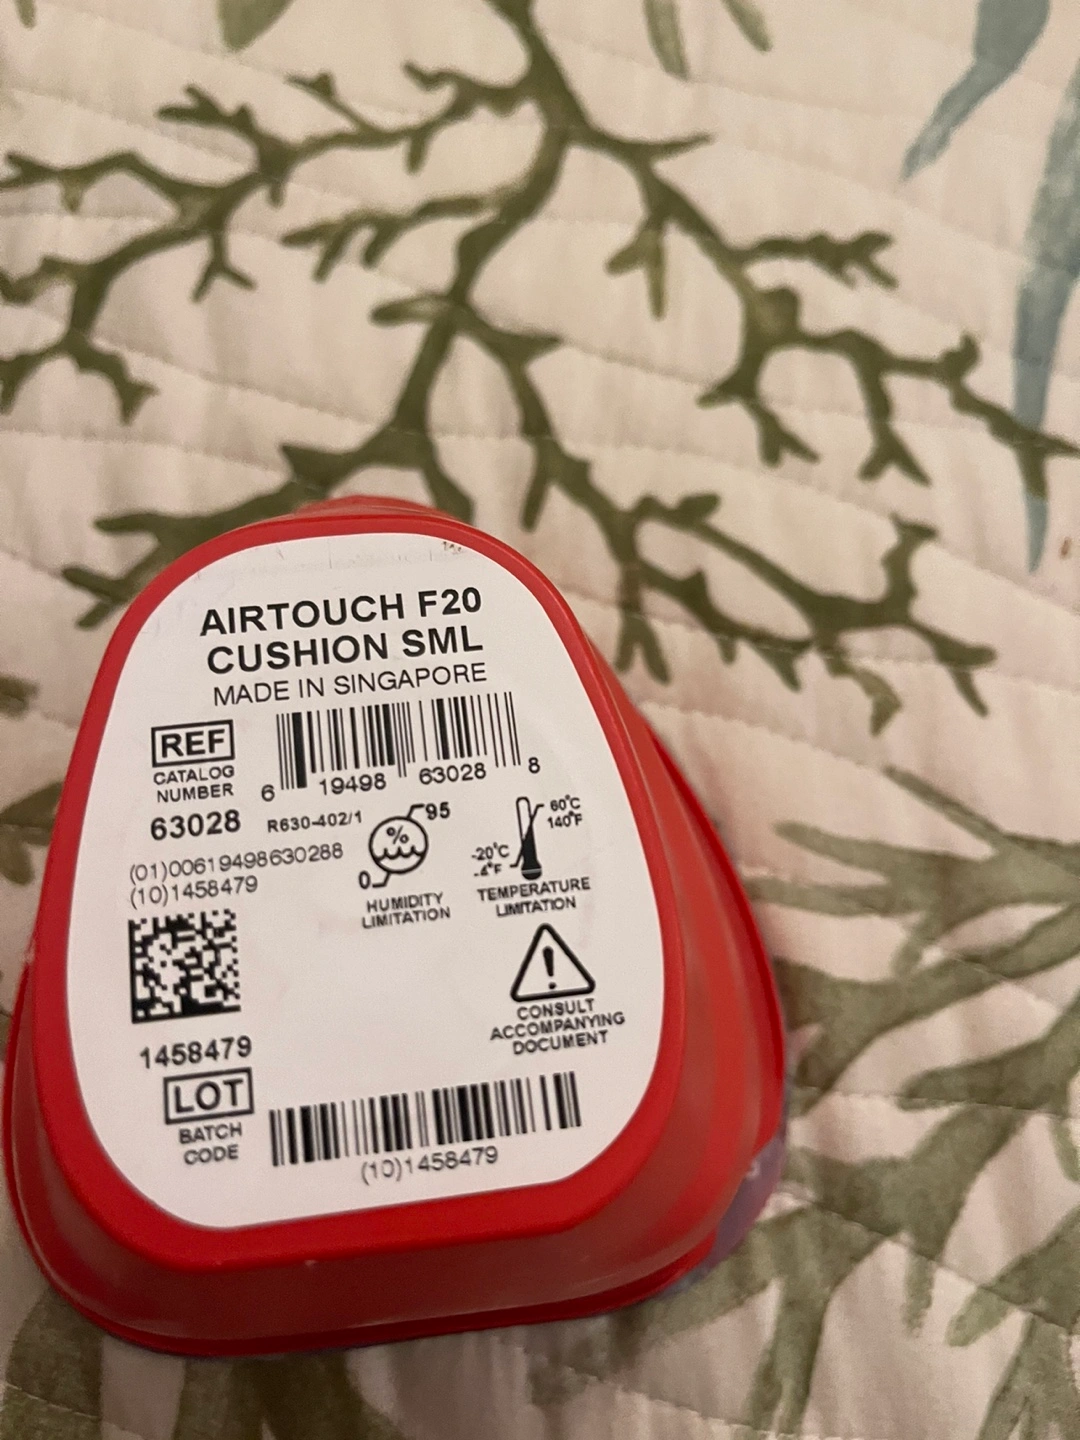 AIRTOUCH F20
CUSHION SML
MADE IN SINGAPORE
REF
CATALOG
NUMBER
63028
6 19498 63028 8
R630-402/1
(01)00619498630288
(10)1458479
95
%
0
HUMIDITY
LIMITATION
60°C
140°F
-20°C
-4°F
TEMPERATURE
LIMITATION
!
CONSULT
ACCOMPANYING
DOCUMENT
1458479
LOT
BATCH
CODE
(10)1458479